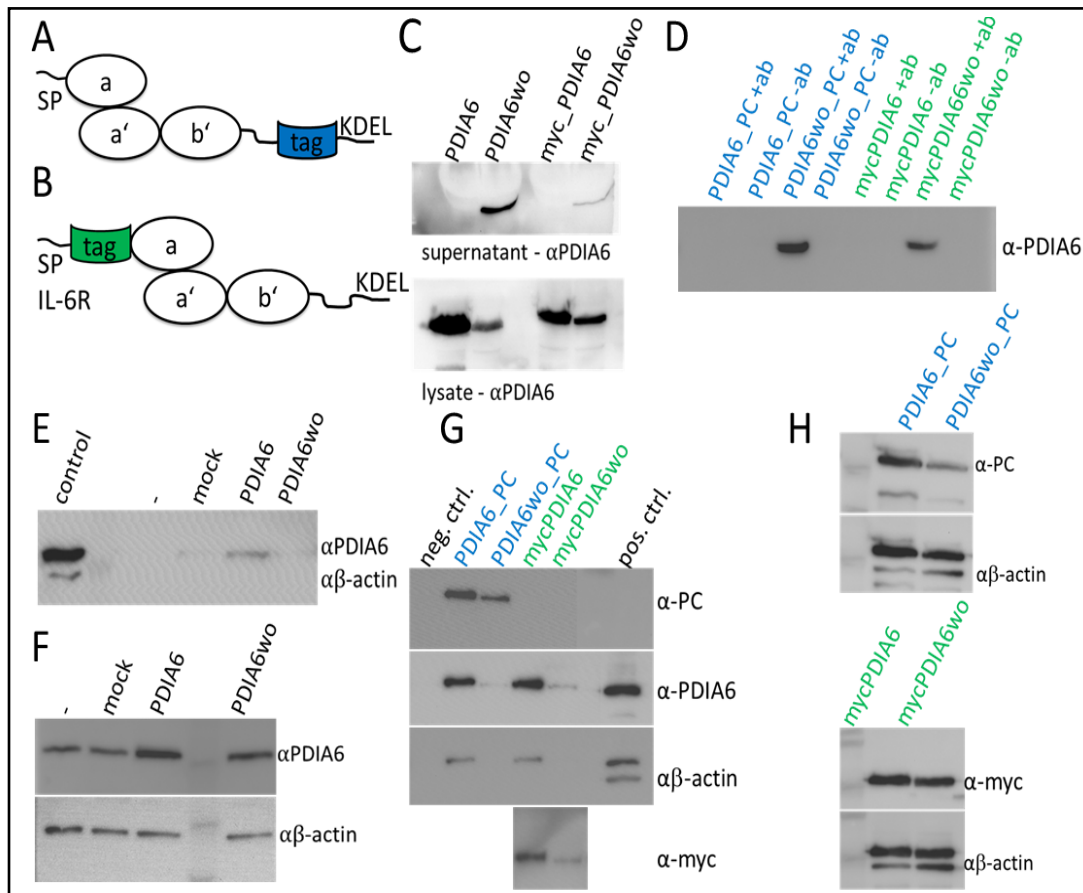 A
a
SP
a‘
b‘
tag
KDEL
B
tag
a
SP
IL-6R
a‘
b‘
KDEL
C
PDIA6
PDIA6wo
myc_PDIA6
myc_PDIA6wo
supernatant - αPDIA6
lysate - αPDIA6
D
PDIA6_PC+ab
PDIA6_PC-ab
PDIA6wo_PC+ab
PDIA6wo_PC-ab
mycPDIA6 +ab
mycPDIA6 -ab
mycPDIA66wo +ab
mycPDIA6wo -ab
α-PDIA6
E
control
-
mock
PDIA6
PDIA6wo
αPDIA6
αβ-actin
F
-
mock
PDIA6
PDIA6wo
αPDIA6
αβ-actin
G
neg. ctrl.
PDIA6_PC
PDIA6wo_PC
mycPDIA6
mycPDIA6wo
pos. ctrl.
α-PC
α-PDIA6
αβ-actin
α-myc
H
PDIA6_PC
PDIA6wo_PC
α-PC
αβ-actin
mycPDIA6
mycPDIA6wo
α-myc
αβ-actin